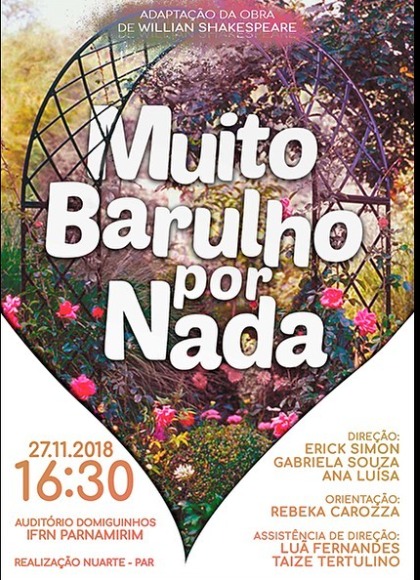 ADAPTAÇÃO DA OBRA
DE WILLIAN SHAKESPEARE
Muito
Barulho
por
Nada
27.11.2018
16:30
AUDITÓRIO DOMIGUINHOS
IFRN PARNAMIRIM
REALIZAÇÃO NUARTE - PAR
DIREÇÃO:
ERICK SIMON
GABRIELA SOUZA
ANA LUÍSA
ORIENTAÇÃO:
REBEKA CAROZZA
ASSISTÊNCIA DE DIREÇÃO:
LUÃ FERNANDES
TAIZE TERTULINO